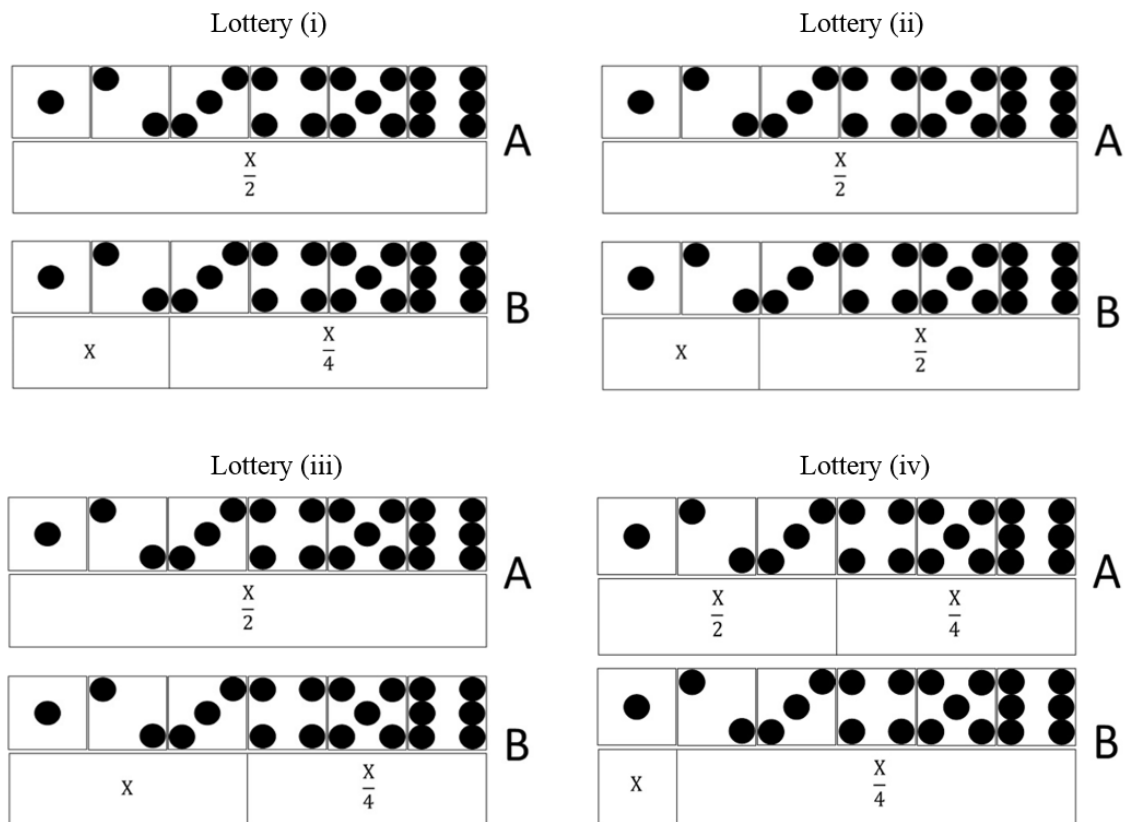 Lottery (i)
A
X/2
B
X
X/4
Lottery (ii)
A
X/2
B
X
X/2
Lottery (iii)
A
X/2
B
X
X/4
Lottery (iv)
A
X/2
X/4
B
X
X/4